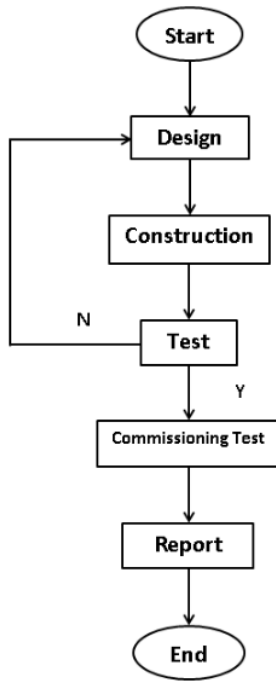 Start
Design
Construction
N
Test
Y
Commissioning Test
Report
End